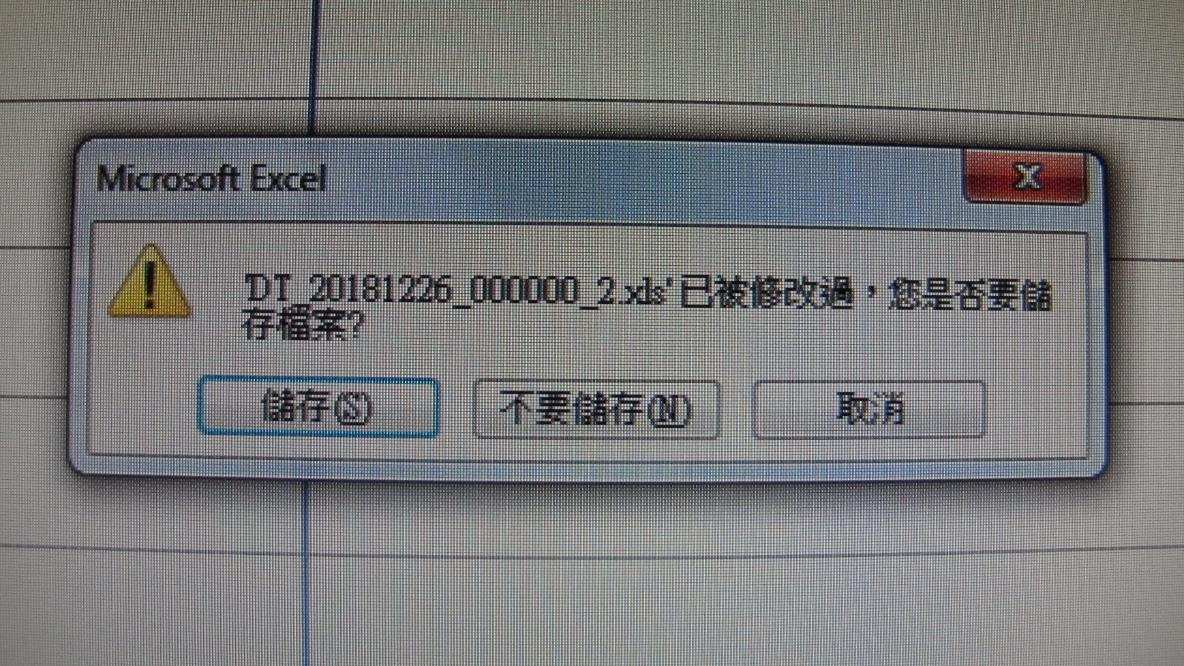 Microsoft Excel
'DT_20181226_000000_2.xls' 已被修改過，您是否要儲
存檔案?
儲存(S)
不要儲存(N)
取消